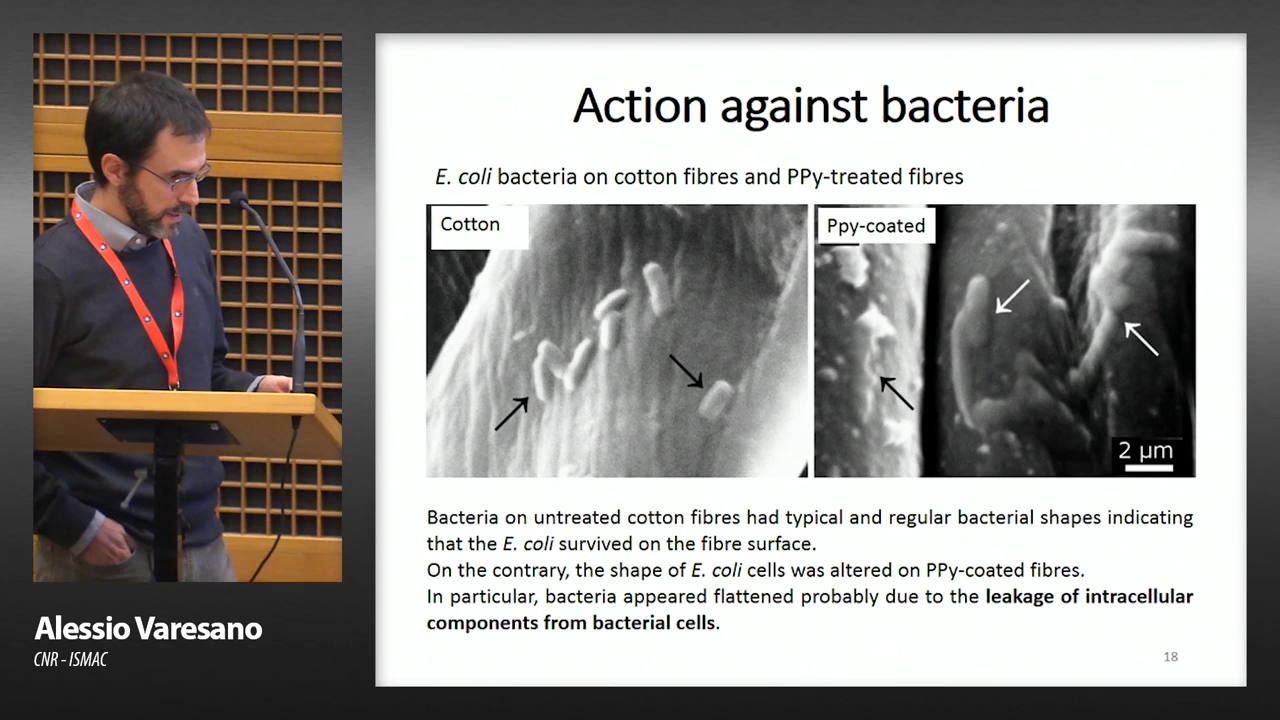 Action against bacteria
E. coli bacteria on cotton fibres and PPy-treated fibres
Cotton
Ppy-coated
2 µm
Bacteria on untreated cotton fibres had typical and regular bacterial shapes indicating
that the E. coli survived on the fibre surface.
On the contrary, the shape of E. coli cells was altered on PPy-coated fibres.
In particular, bacteria appeared flattened probably due to the leakage of intracellular
components from bacterial cells.
18
Alessio Varesano
CNR - ISMAC